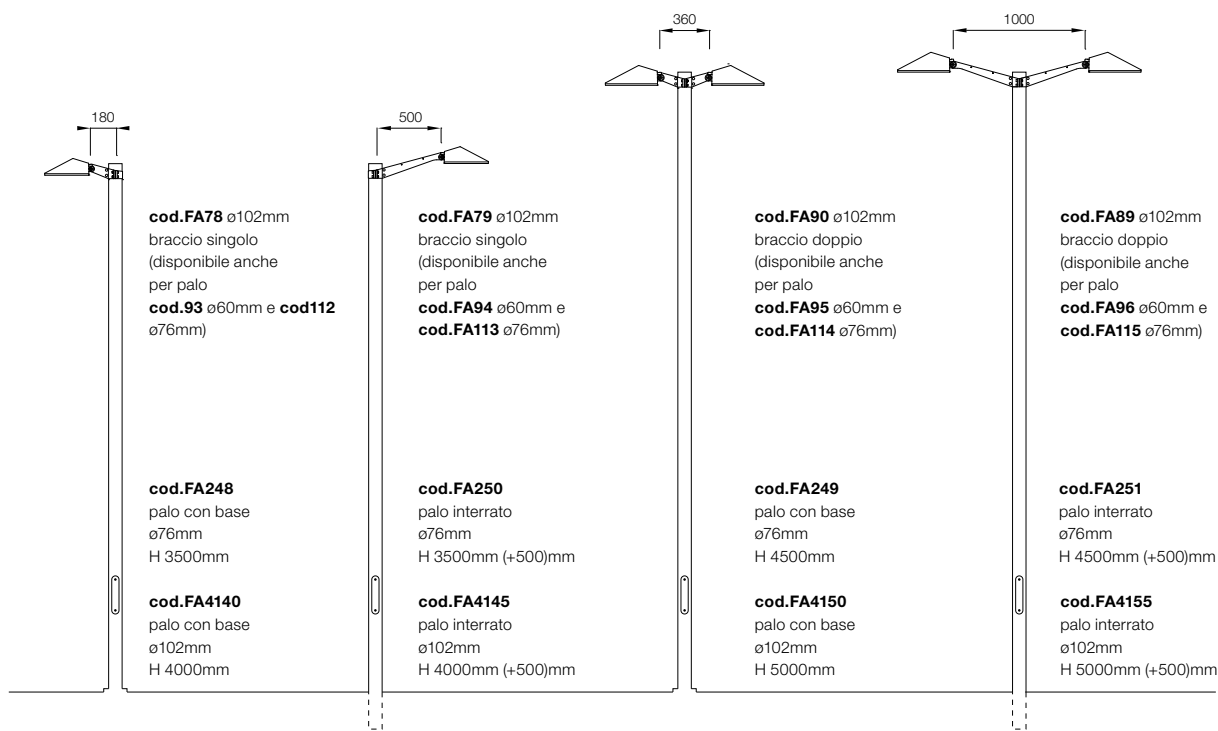 180
500
360
1000
cod.FA78 ø102mm
braccio singolo
(disponibile anche
per palo
cod.93 ø60mm e cod112
ø76mm)
cod.FA79 ø102mm
braccio singolo
(disponibile anche
per palo
cod.FA94 ø60mm e
cod.FA113 ø76mm)
cod.FA90 ø102mm
braccio doppio
(disponibile anche
per palo
cod.FA95 ø60mm e
cod.FA114 ø76mm)
cod.FA89 ø102mm
braccio doppio
(disponibile anche
per palo
cod.FA96 ø60mm e
cod.FA115 ø76mm)
cod.FA248
palo con base
ø76mm
H 3500mm
cod.FA250
palo interrato
ø76mm
H 3500mm (+500)mm
cod.FA249
palo con base
ø76mm
H 4500mm
cod.FA251
palo interrato
ø76mm
H 4500mm (+500)mm
cod.FA4140
palo con base
ø102mm
H 4000mm
cod.FA4145
palo interrato
ø102mm
H 4000mm (+500)mm
cod.FA4150
palo con base
ø102mm
H 5000mm
cod.FA4155
palo interrato
ø102mm
H 5000mm (+500)mm